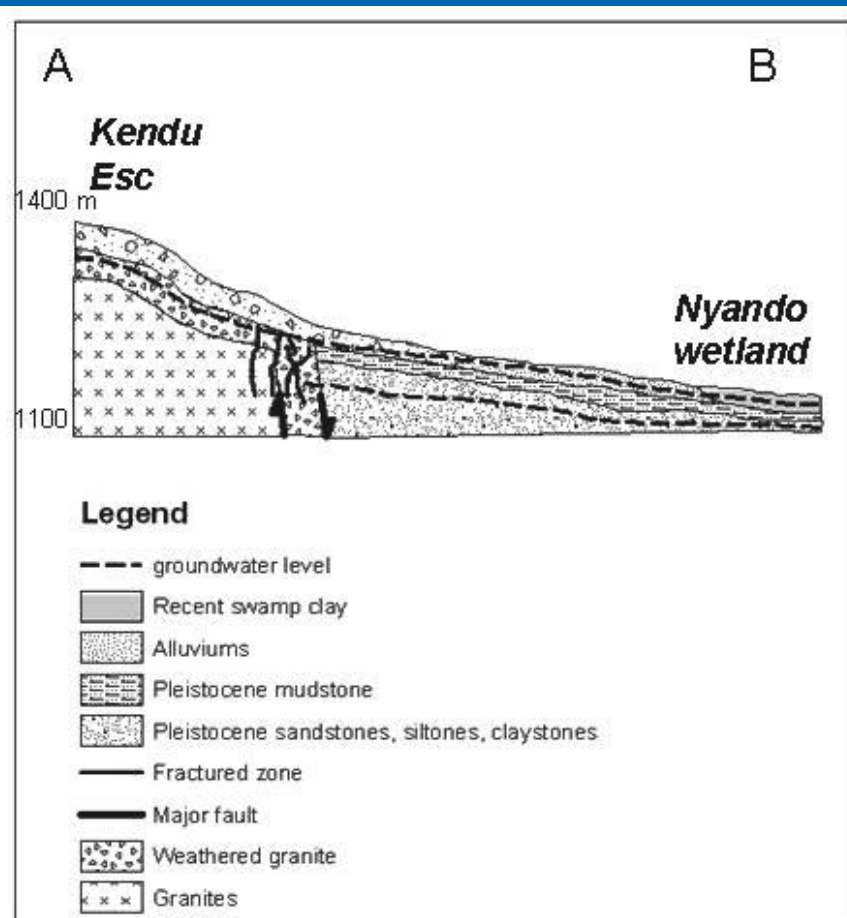 A
B
Kendu
Esc
1400 m
Nyando
wetland
1100
Legend
groundwater level
Recent swamp clay
Alluviums
Pleistocene mudstone
Pleistocene sandstones, siltones, claystones
Fractured zone
Major fault
Weathered granite
Granites